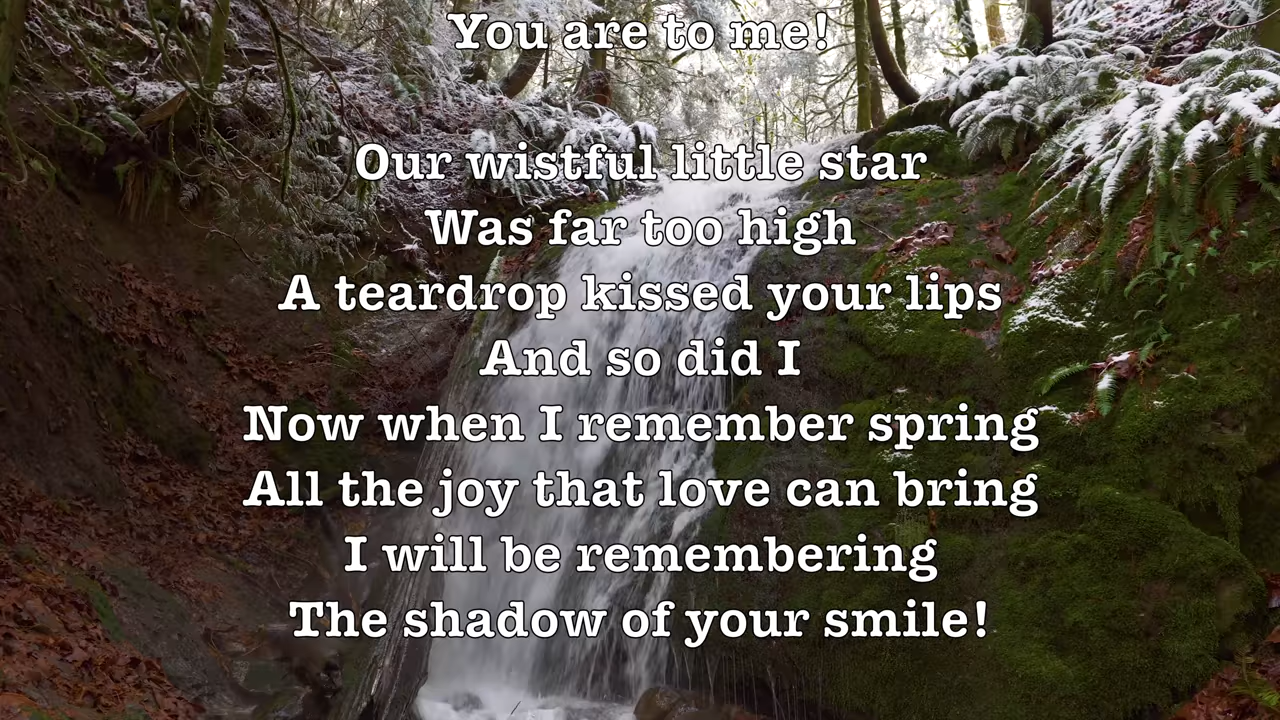 You are to me!
Our wistful little star
Was far too high
A teardrop kissed your lips
And so did I
Now when I remember spring
All the joy that love can bring
I will be remembering
The shadow of your smile!